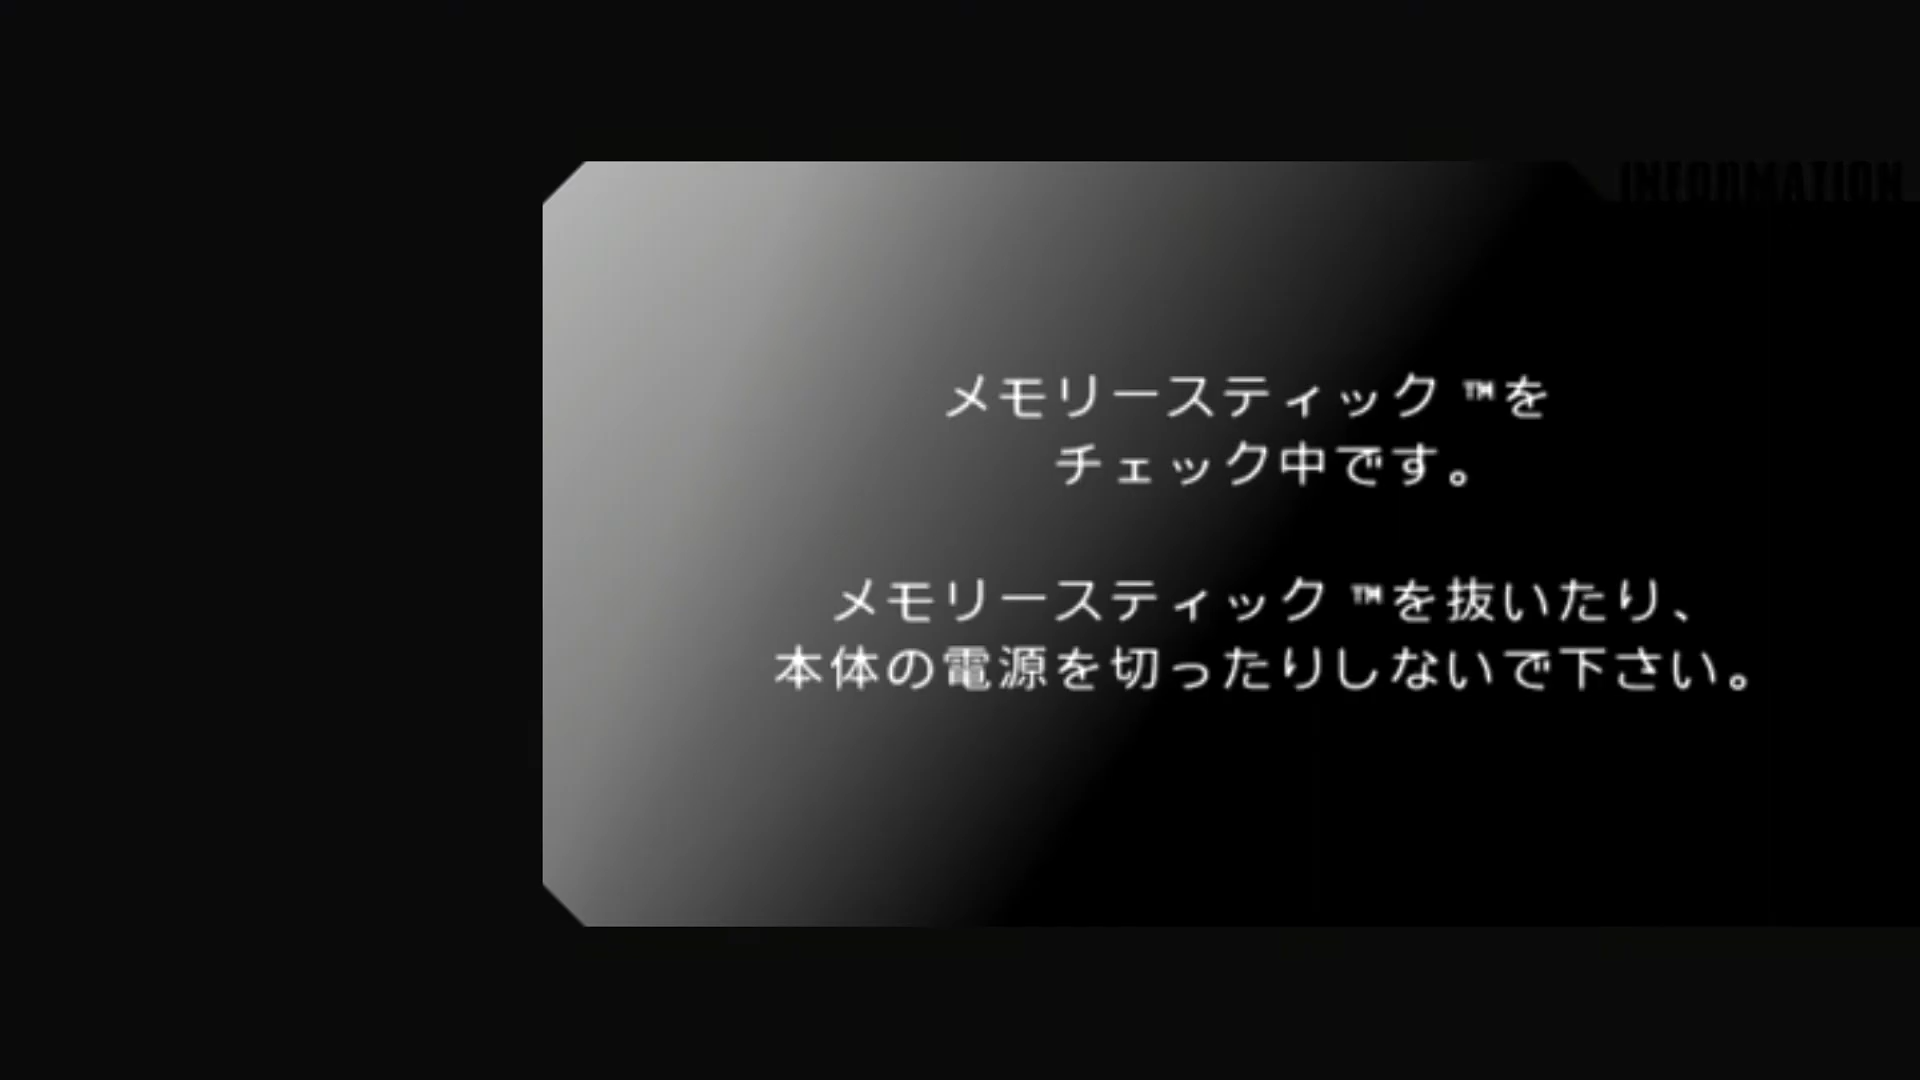 INFORMATION
メモリースティック ™を
チェック中です。
メモリースティック ™を抜いたり、
本体の電源を切ったりしないで下さい。